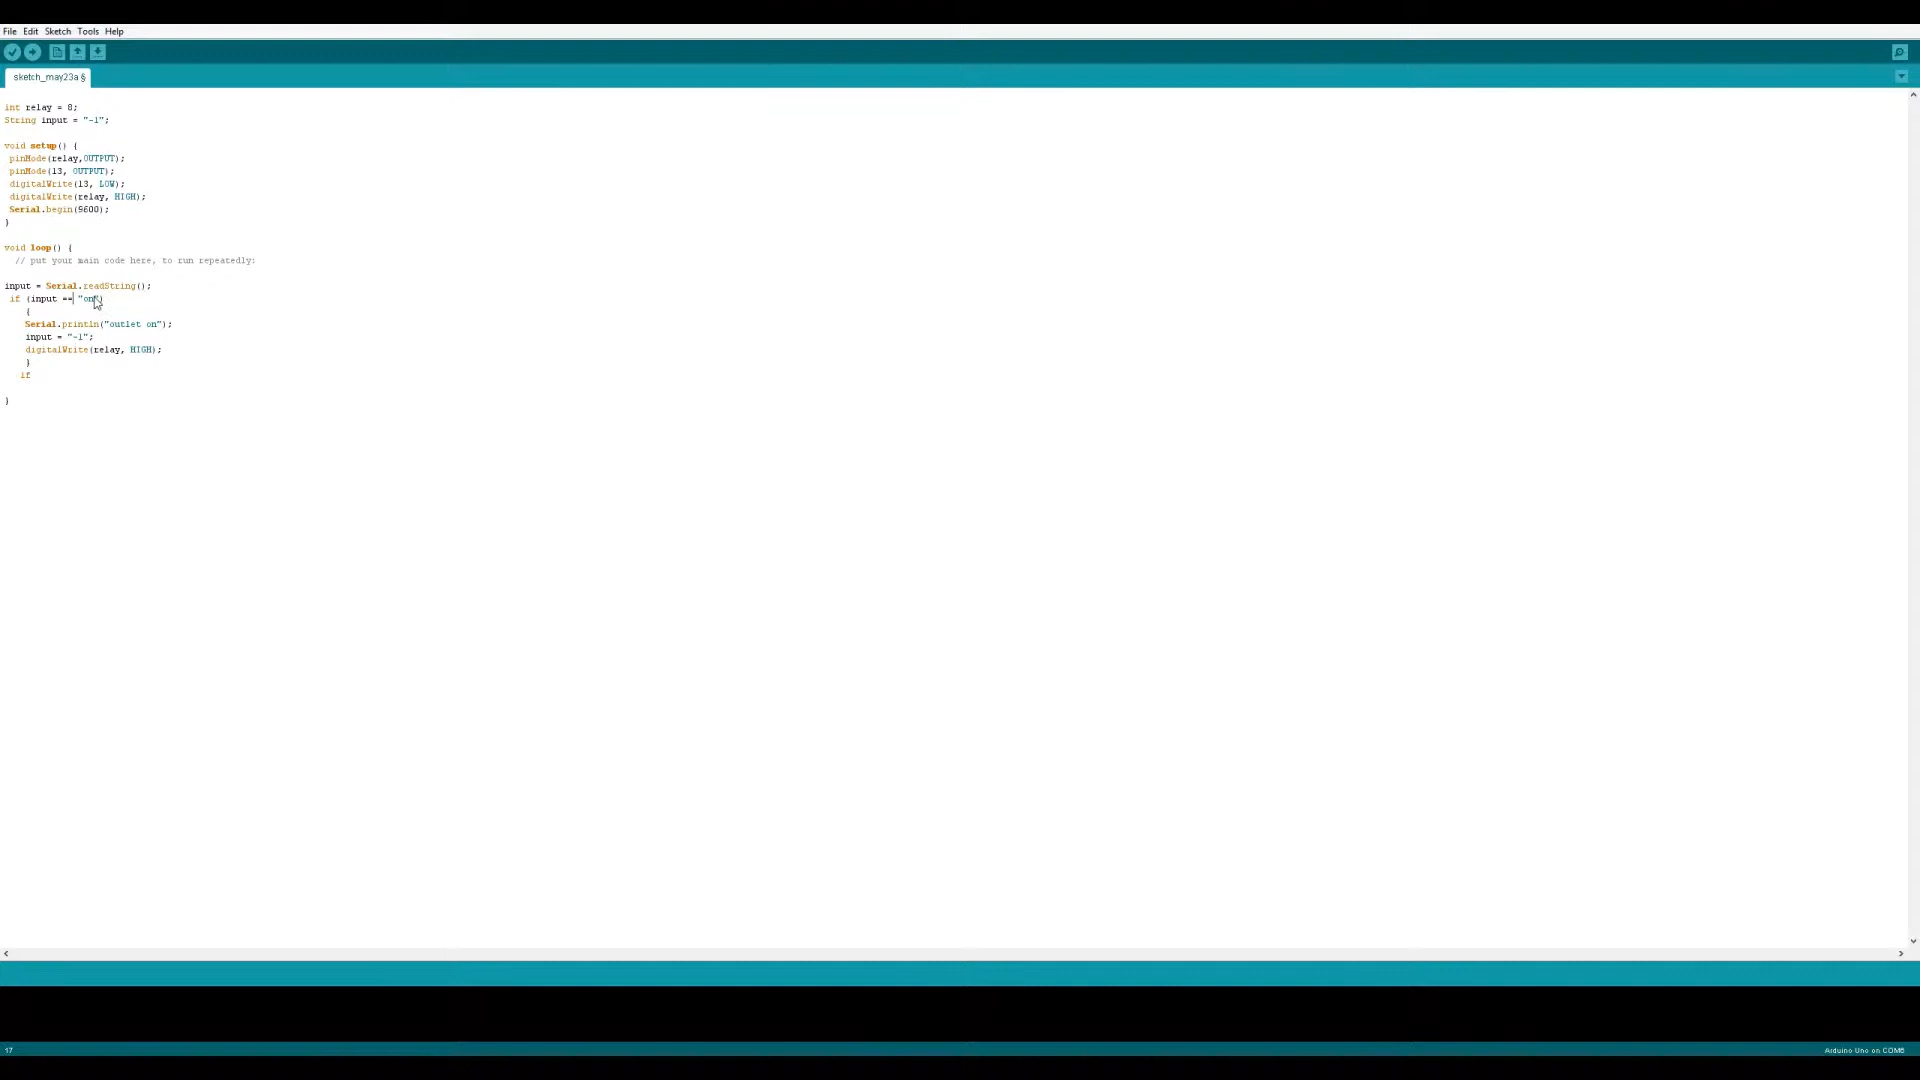 File Edit Sketch Tools Help
sketch_may23a §
int relay = 8;
String input = "-1";
void setup() {
pinMode(relay,OUTPUT);
pinMode(13, OUTPUT);
digitalWrite(13, LOW);
digitalWrite(relay, HIGH);
Serial.begin(9600);
}
void loop() {
// put your main code here, to run repeatedly:
input = Serial.readString();
if (input == "on")
{
Serial.println("outlet on");
input = "-1";
digitalWrite(relay, HIGH);
}
if
}
17
Arduino Uno on COM6